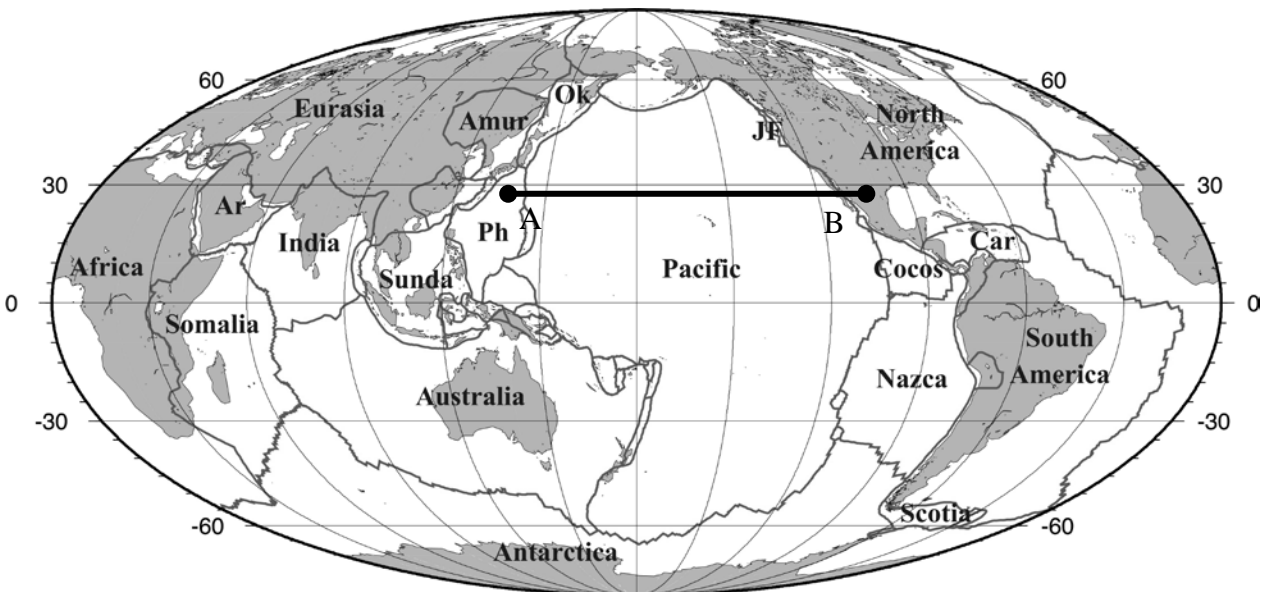 60
60
Ok
Eurasia
Amur
North
JF
America
30
30
Ar
A
B
Ph
India
Car
Africa
Sunda
Pacific
Cocos
0
0
Somalia
South
America
Nazca
Australia
-30
-30
Scotia
-60
-60
Antarctica